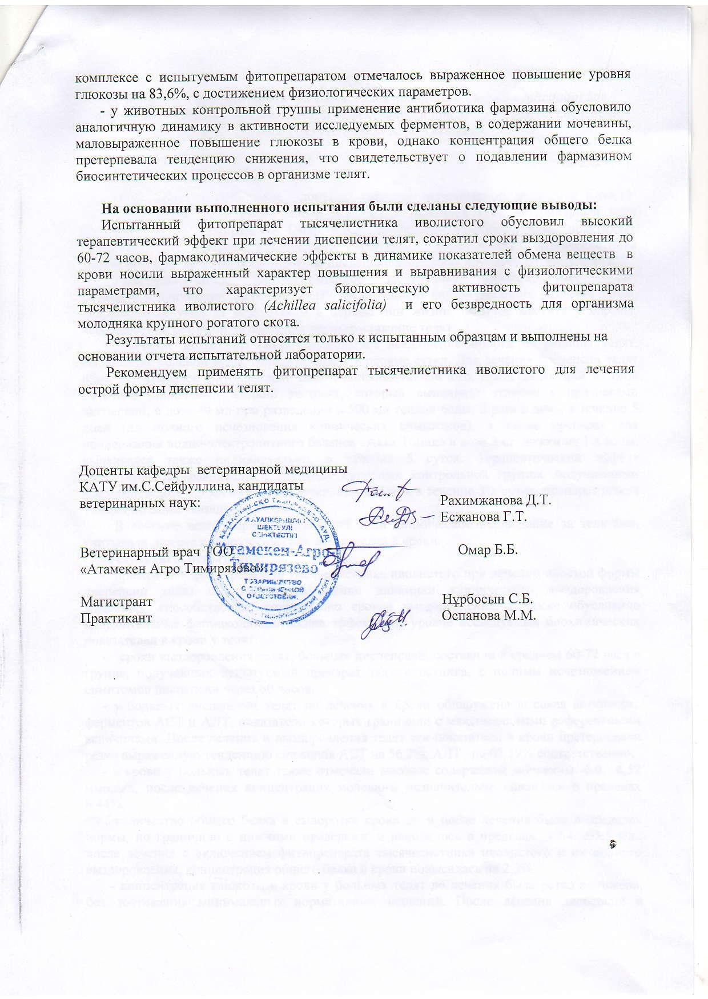 комплексе с испытуемым фитопрепаратом отмечалось выраженное повышение уровня
глюкозы на 83,6%, с достижением физиологических параметров.
- у животных контрольной группы применение антибиотика фармазина обусловило
аналогичную динамику в активности исследуемых ферментов, в содержании мочевины,
маловыраженное повышение глюкозы в крови, однако концентрация общего белка
претерпевала тенденцию снижения, что свидетельствует о подавлении фармазином
биосинтетических процессов в организме телят.
На основании выполненного испытания были сделаны следующие выводы:
Испытанный фитопрепарат тысячелистника иволистого обусловил высокий
терапевтический эффект при лечении диспепсии телят, сократил сроки выздоровления до
60-72 часов, фармакодинамические эффекты в динамике показателей обмена веществ в
крови носили выраженный характер повышения и выравнивания с физиологическими
параметрами, что характеризует биологическую активность фитопрепарата
тысячелистника иволистого (Achillea salicifolia) и его безвредность для организма
молодняка крупного рогатого скота.
Результаты испытаний относятся только к испытанным образцам и выполнены на
основании отчета испытательной лаборатории.
Рекомендуем применять фитопрепарат тысячелистника иволистого для лечения
острой формы диспепсии телят.
Доценты кафедры ветеринарной медицины
КАТУ им.С.Сейфуллина, кандидаты
ветеринарных наук:
Рахимжанова Д.Т.
Есжанова Г.Т.
Ветеринарный врач ТОО
«Атамекен Агро Тимирязево»:
Омар Б.Б.
"Атамекен-Агро-
Тимирязево"
ТОВАРИЩЕСТВО
Магистрант
Нұрбосын С.Б.
Практикант
Оспанова М.М.